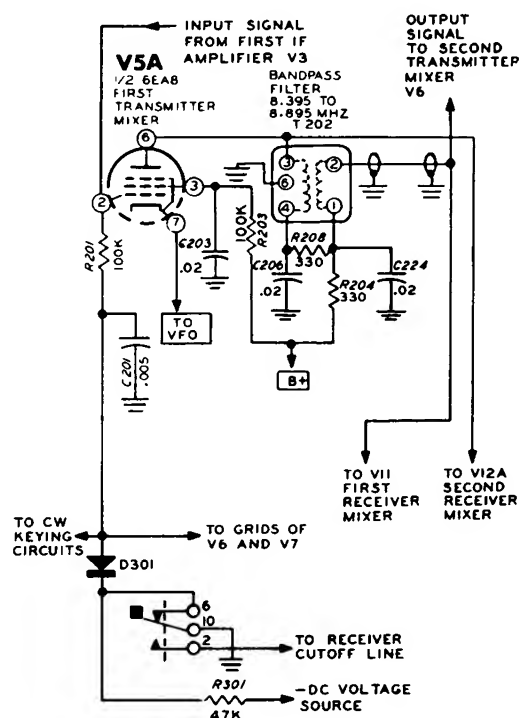 INPUT SIGNAL
FROM FIRST IF
AMPLIFIER V3
OUTPUT
SIGNAL
TO SECOND
TRANSMITTER
MIXER
V6
V5A
1/2 6EA8
FIRST
TRANSMITTER
MIXER
BANDPASS
FILTER
8.395 TO
8.895 MHZ
T 202
6
2
3
7
3
6
4
2
1
R201
100K
C203
.02
100K
R203
C206
.02
R208
330
R204
330
C224
.02
TO
VFO
C201
.005
B+
TO V11
FIRST
RECEIVER
MIXER
TO V12A
SECOND
RECEIVER
MIXER
TO CW
KEYING
CIRCUITS
TO GRIDS OF
V6 AND V7
D301
6
10
2
TO RECEIVER
CUTOFF LINE
R301
47K
-DC VOLTAGE
SOURCE